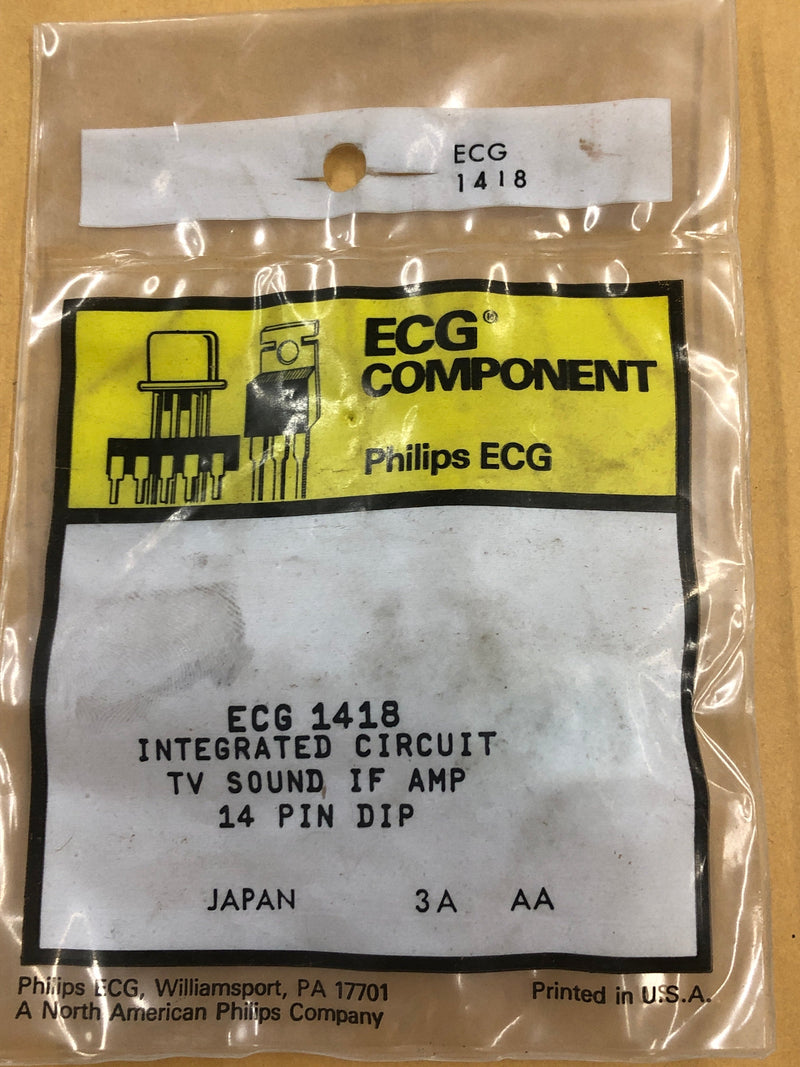 ECG
1418
ECG®
COMPONENT
Philips ECG
ECG 1418
INTEGRATED CIRCUIT
TV SOUND, IF AMP
14 PIN DIP
JAPAN 3A AA
Philips ECG, Williamsport, PA 17701
A North American Philips Company
Printed in U.S.A.